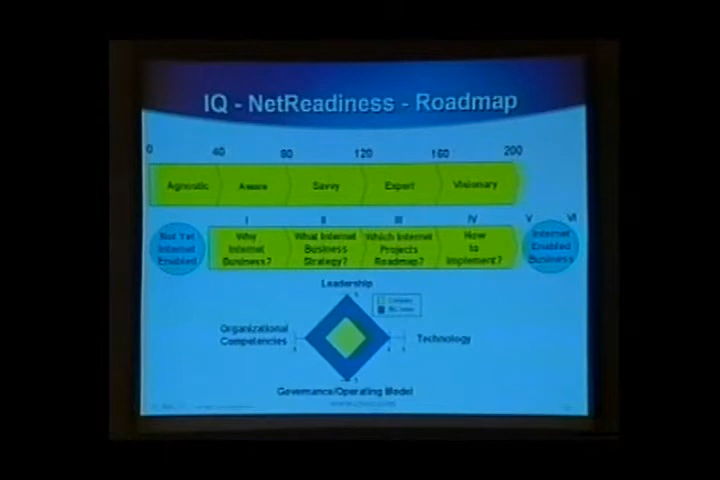 IQ - NetReadiness - Roadmap
0 40 80 120 160 200
Agnostic Aware Savvy Expert Visionary
I II III IV V VI
Not Yet Internet Enabled
Why Internet Business?
What Internet Business Strategy?
Which Internet Projects Roadmap?
How to Implement?
Internet Enabled Business
Leadership
Organizational Competencies
Technology
Governance/Operating Model